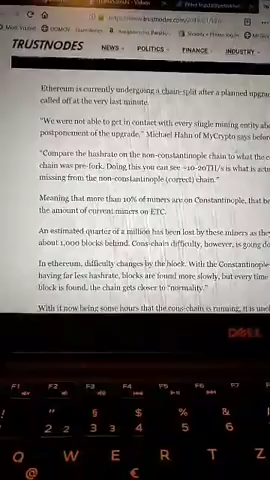 https://www.trustnodes.com/
TRUSTNODES
NEWS
POLITICS
FINANCE
INDUSTRY
Ethereum is currently undergoing a chain-split after a planned upgra
called off at the very last minute.
"We were not able to get in contact with every single mining entity
postponement of the upgrade," Michael Hahn of MyCrypto says before
"Compare the hashrate on the non-constantinople chain to what the
chain was pre-fork. Doing this you can see ~10-20TH/s is what is
missing from the non-constantinople (correct) chain."
Meaning that more than 10% of miners are on Constantinople, that
the amount of current miners on ETC.
An estimated quarter of a million has been lost by these miners as
about 1,000 blocks behind. Cons-chain difficulty, however, is going
In ethereum, difficulty changes by the block. With the Constantinople
having far less hashrate, blocks are found more slowly, but every time
block is found, the chain gets closer to "normality."
With it now being some hours that the cons-chain is running, it is
DELL
F1 F2 F3 F4 F5 F6 F7
! " § $ % & 
2 2 3 3 4 5 6
Q W E R T Z
@ €